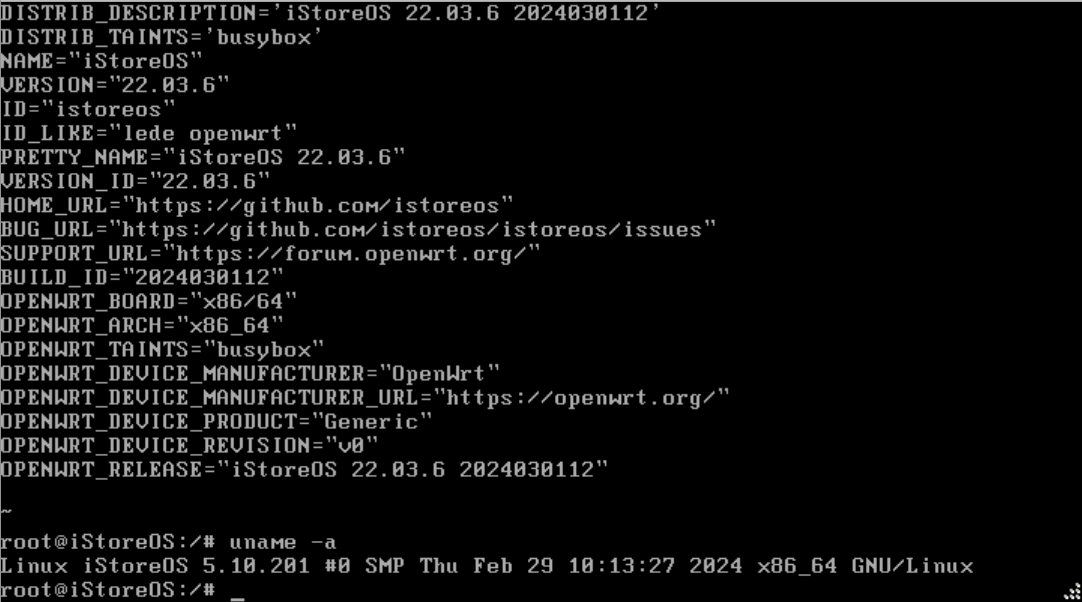 DISTRIB_DESCRIPTION='iStoreOS 22.03.6 2024030112'
DISTRIB_TAINTS='busybox'
NAME="iStoreOS"
VERSION="22.03.6"
ID="istoreos"
ID_LIKE="lede openwrt"
PRETTY_NAME="iStoreOS 22.03.6"
VERSION_ID="22.03.6"
HOME_URL="https://github.com/istoreos"
BUG_URL="https://github.com/istoreos/istoreos/issues"
SUPPORT_URL="https://forum.openwrt.org/"
BUILD_ID="2024030112"
OPENWRT_BOARD="x86/64"
OPENWRT_ARCH="x86_64"
OPENWRT_TAINTS="busybox"
OPENWRT_DEVICE_MANUFACTURER="OpenWrt"
OPENWRT_DEVICE_MANUFACTURER_URL="https://openwrt.org/"
OPENWRT_DEVICE_PRODUCT="Generic"
OPENWRT_DEVICE_REVISION="v0"
OPENWRT_RELEASE="iStoreOS 22.03.6 2024030112"
~
root@iStoreOS:/# uname -a
Linux iStoreOS 5.10.201 #0 SMP Thu Feb 29 10:13:27 2024 x86_64 GNU/Linux
root@iStoreOS:/# _